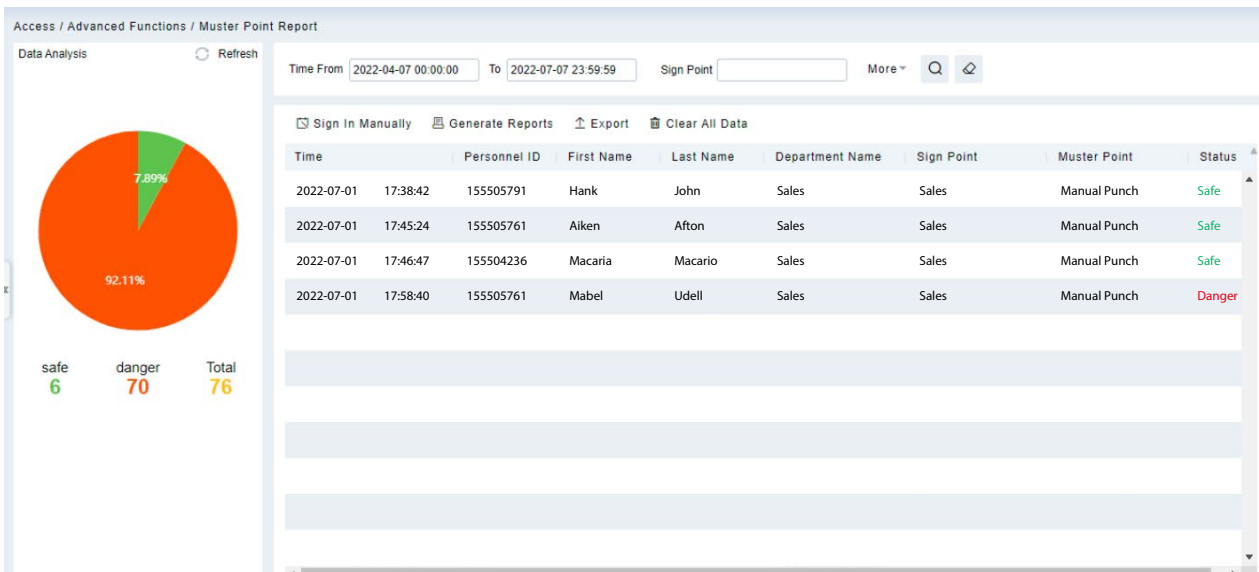 Access / Advanced Functions / Muster Point Report
Data Analysis Refresh
Time From 2022-04-07 00:00:00 To 2022-07-07 23:59:59 Sign Point More
Sign In Manually Generate Reports Export Clear All Data
Time Personnel ID First Name Last Name Department Name Sign Point Muster Point Status
2022-07-01 17:38:42 155505791 Hank John Sales Sales Manual Punch Safe
2022-07-01 17:45:24 155505761 Aiken Afton Sales Sales Manual Punch Safe
2022-07-01 17:46:47 155504236 Macaria Macario Sales Sales Manual Punch Safe
2022-07-01 17:58:40 155505761 Mabel Udell Sales Sales Manual Punch Danger
7.89%
92.11%
safe danger Total
6 70 76